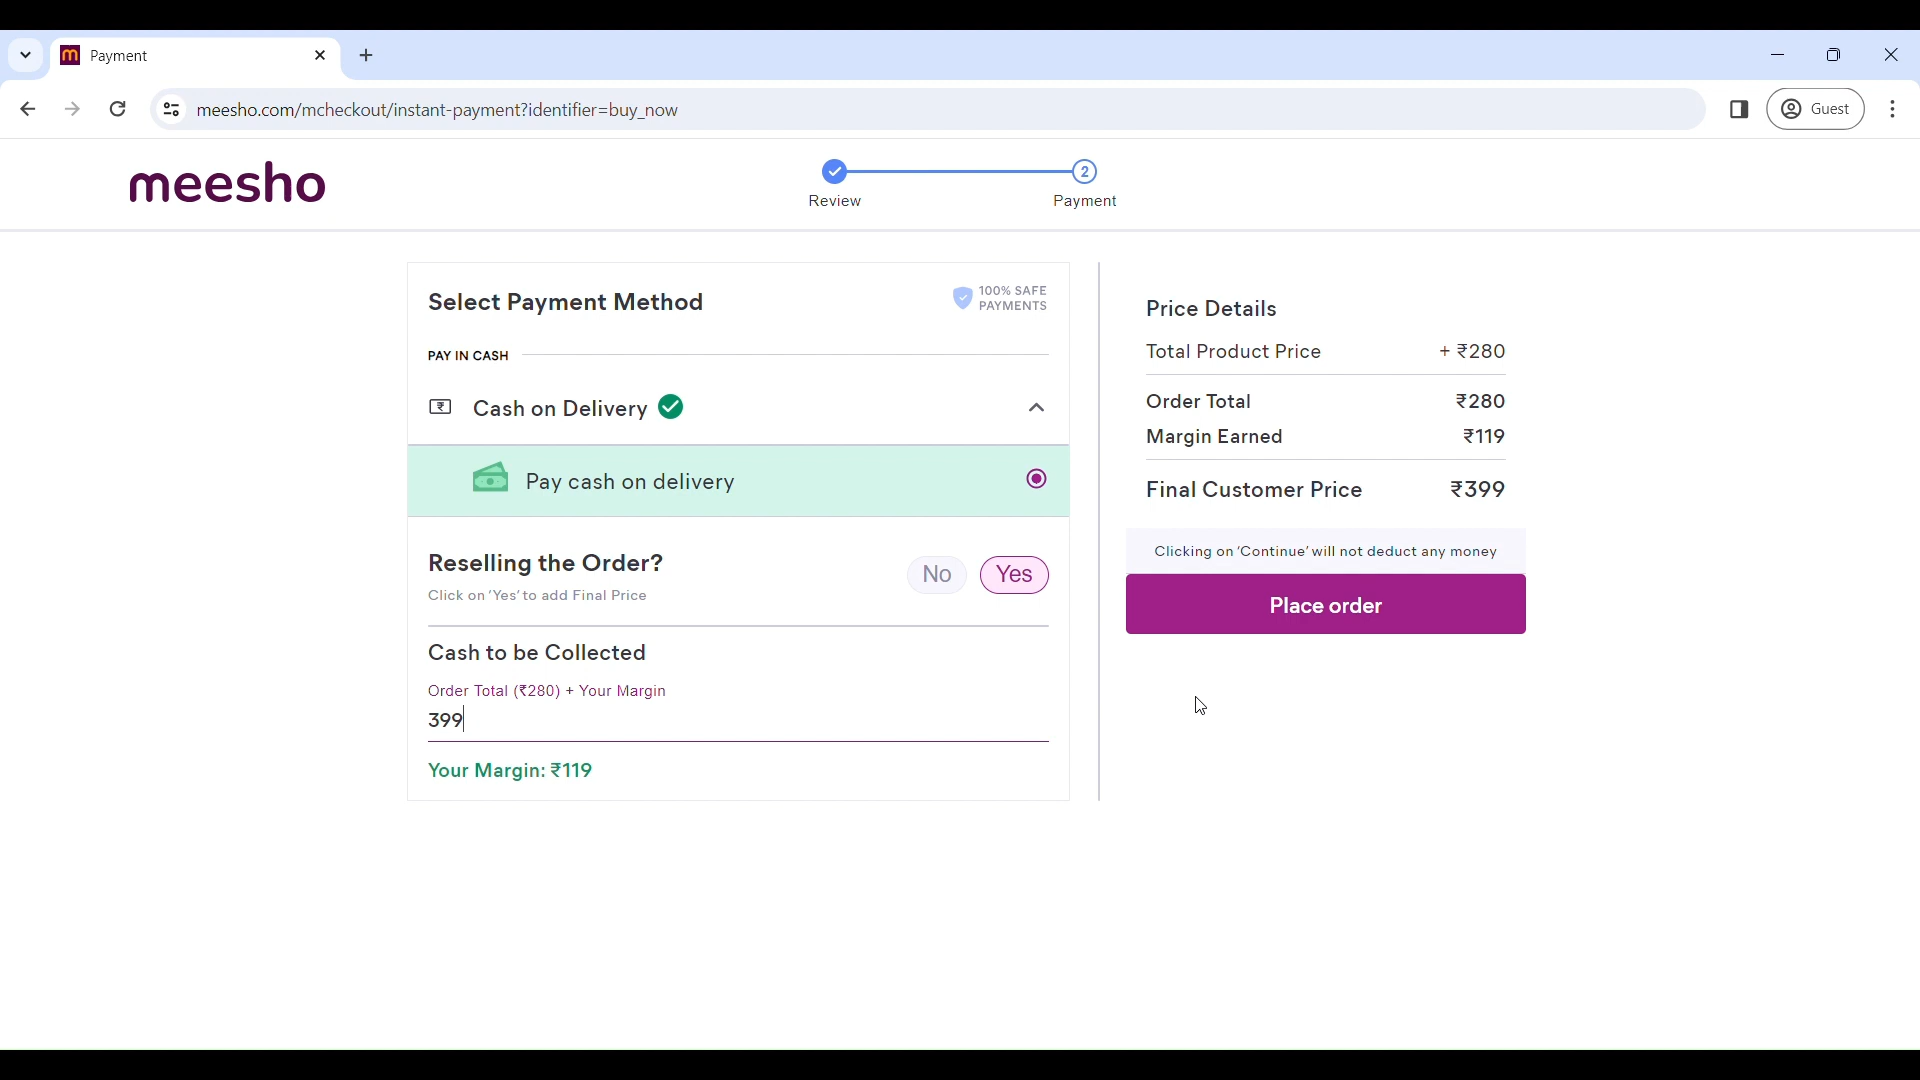 Payment
meesho.com/mcheckout/instant-payment?identifier=buy_now
Guest
meesho
2
Review
Payment
Select Payment Method
100% SAFE
PAYMENTS
PAY IN CASH
Cash on Delivery
Pay cash on delivery
Reselling the Order?
Click on 'Yes' to add Final Price
No
Yes
Cash to be Collected
Order Total (₹280) + Your Margin
399
Your Margin: ₹119
Price Details
Total Product Price + ₹280
Order Total ₹280
Margin Earned ₹119
Final Customer Price ₹399
Clicking on 'Continue' will not deduct any money
Place order